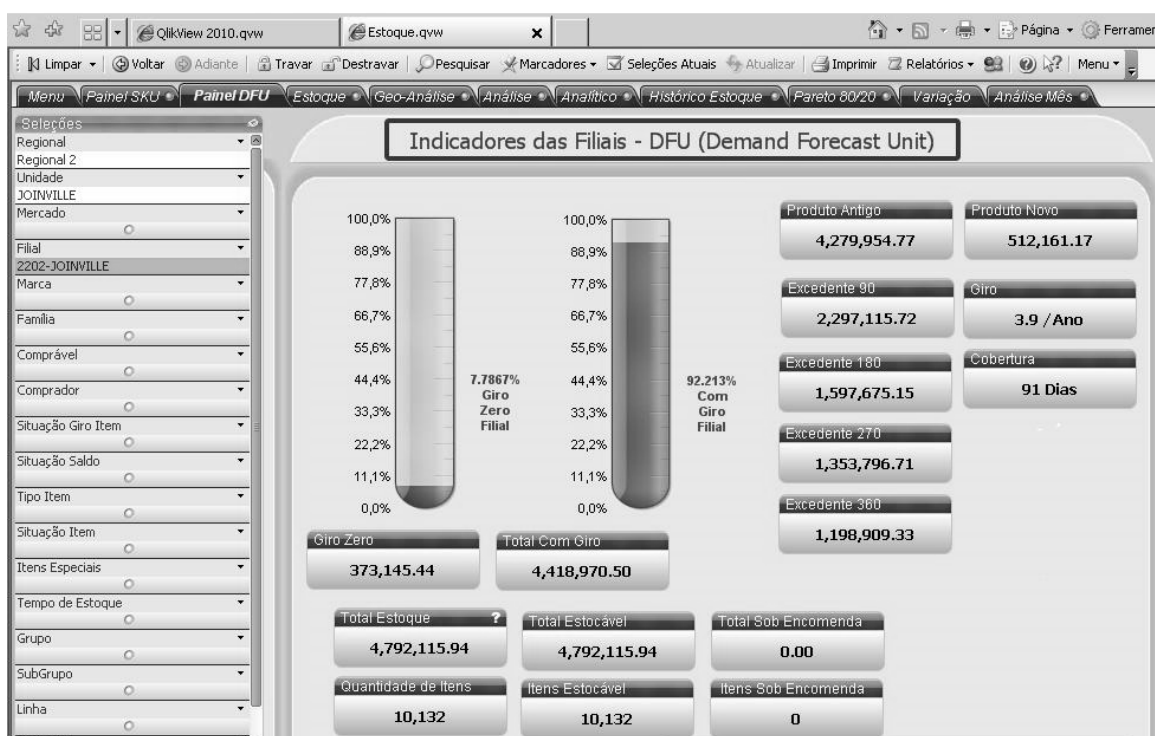 QlikView 2010.qvw
Estoque.qvw
Página
Ferramen
Limpar Voltar Adiante Travar Destravar Pesquisar Marcadores Seleções Atuais Atualizar Imprimir Relatórios Menu
Menu Painel SKU Painel DFU Estoque Geo-Análise Análise Analítico Histórico Estoque Pareto 80/20 Variação Análise Mês
Seleções
Regional
Regional 2
Unidade
JOINVILLE
Mercado
Filial
2202-JOINVILLE
Marca
Família
Comprável
Comprador
Situação Giro Item
Situação Saldo
Tipo Item
Situação Item
Itens Especiais
Tempo de Estoque
Grupo
SubGrupo
Linha
Indicadores das Filiais - DFU (Demand Forecast Unit)
100,0%
88,9%
77,8%
66,7%
55,6%
44,4%
33,3%
22,2%
11,1%
0,0%
7.7867%
Giro
Zero
Filial
100,0%
88,9%
77,8%
66,7%
55,6%
44,4%
33,3%
22,2%
11,1%
0,0%
92.213%
Com
Giro
Filial
Produto Antigo
4,279,954.77
Produto Novo
512,161.17
Excedente 90
2,297,115.72
Giro
3.9 /Ano
Excedente 180
1,597,675.15
Cobertura
91 Dias
Excedente 270
1,353,796.71
Excedente 360
1,198,909.33
Giro Zero
373,145.44
Total Com Giro
4,418,970.50
Total Estoque ?
4,792,115.94
Total Estocável
4,792,115.94
Total Sob Encomenda
0.00
Quantidade de Itens
10,132
Itens Estocável
10,132
Itens Sob Encomenda
0